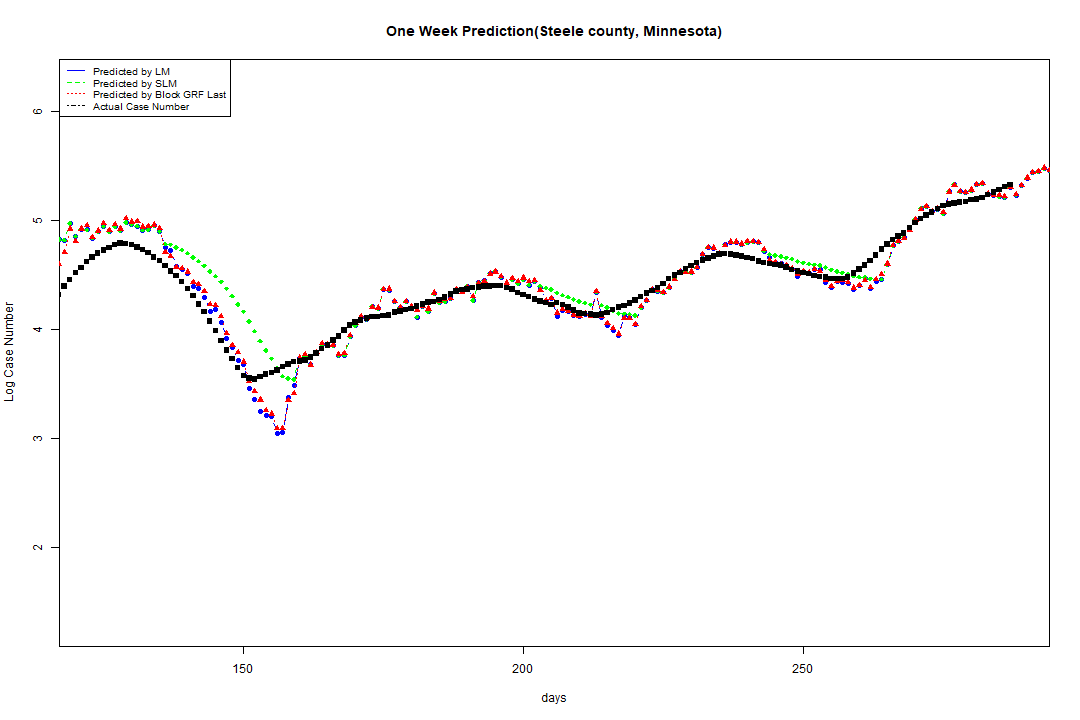 One Week Prediction(Steele county, Minnesota)
Predicted by LM
Predicted by SLM
Predicted by Block GRF Last
Actual Case Number
Log Case Number
6
5
4
3
2
150
200
250
days